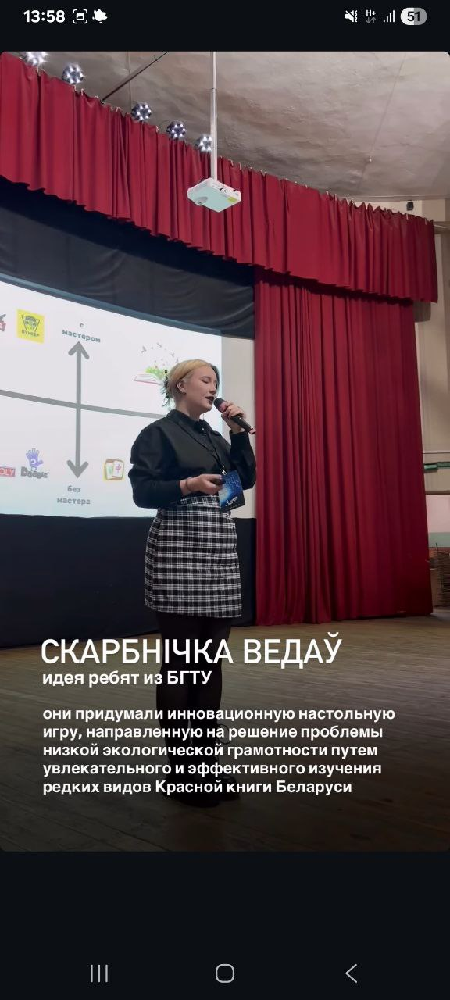 13:58
H+
51
БУНКЕР
с
мастером
OLY
Dobble
без
мастера
СКАРБНІЧКА ВЕДАЎ
идея ребят из БГТУ
они придумали инновационную настольную
игру, направленную на решение проблемы
низкой экологической грамотности путем
увлекательного и эффективного изучения
редких видов Красной книги Беларуси